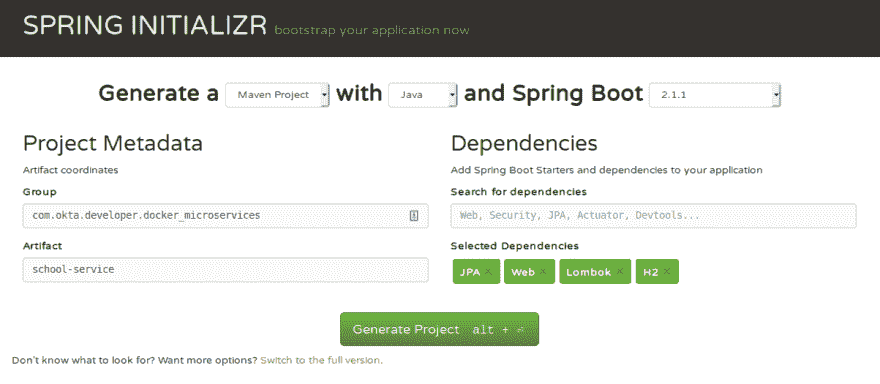 SPRING INITIALIZR bootstrap your application now
Generate a Maven Project with Java and Spring Boot 2.1.1
Project Metadata
Artifact coordinates
Group
com.okta.developer.docker_microservices
Artifact
school-service
Dependencies
Add Spring Boot Starters and dependencies to your application
Search for dependencies
Web, Security, JPA, Actuator, Devtools...
Selected Dependencies
JPA × Web × Lombok × H2 ×
Generate Project alt + ⏎
Don't know what to look for? Want more options? Switch to the full version.